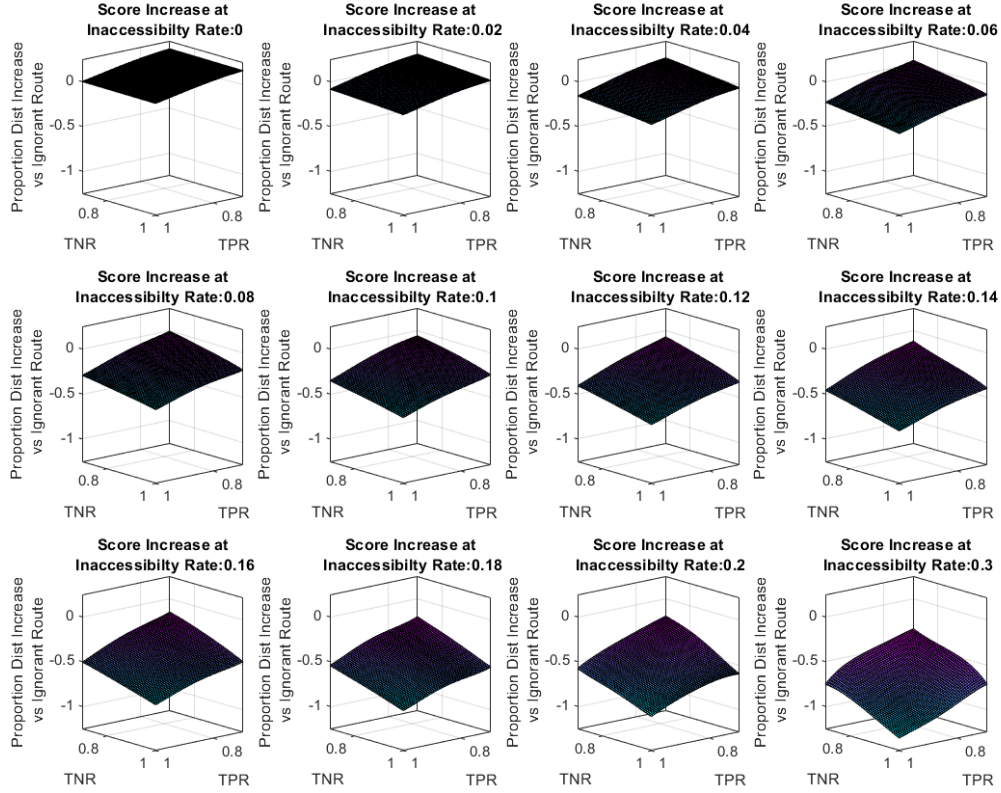 Score Increase at
Inaccessibilty Rate:0
Proportion Dist Increase
vs Ignorant Route
0
-0.5
-1
0.8
1
1
0.8
TNR
TPR
Score Increase at
Inaccessibilty Rate:0.02
Proportion Dist Increase
vs Ignorant Route
0
-0.5
-1
0.8
1
1
0.8
TNR
TPR
Score Increase at
Inaccessibilty Rate:0.04
Proportion Dist Increase
vs Ignorant Route
0
-0.5
-1
0.8
1
1
0.8
TNR
TPR
Score Increase at
Inaccessibilty Rate:0.06
Proportion Dist Increase
vs Ignorant Route
0
-0.5
-1
0.8
1
1
0.8
TNR
TPR
Score Increase at
Inaccessibilty Rate:0.08
Proportion Dist Increase
vs Ignorant Route
0
-0.5
-1
0.8
1
1
0.8
TNR
TPR
Score Increase at
Inaccessibilty Rate:0.1
Proportion Dist Increase
vs Ignorant Route
0
-0.5
-1
0.8
1
1
0.8
TNR
TPR
Score Increase at
Inaccessibilty Rate:0.12
Proportion Dist Increase
vs Ignorant Route
0
-0.5
-1
0.8
1
1
0.8
TNR
TPR
Score Increase at
Inaccessibilty Rate:0.14
Proportion Dist Increase
vs Ignorant Route
0
-0.5
-1
0.8
1
1
0.8
TNR
TPR
Score Increase at
Inaccessibilty Rate:0.16
Proportion Dist Increase
vs Ignorant Route
0
-0.5
-1
0.8
1
1
0.8
TNR
TPR
Score Increase at
Inaccessibilty Rate:0.18
Proportion Dist Increase
vs Ignorant Route
0
-0.5
-1
0.8
1
1
0.8
TNR
TPR
Score Increase at
Inaccessibilty Rate:0.2
Proportion Dist Increase
vs Ignorant Route
0
-0.5
-1
0.8
1
1
0.8
TNR
TPR
Score Increase at
Inaccessibilty Rate:0.3
Proportion Dist Increase
vs Ignorant Route
0
-0.5
-1
0.8
1
1
0.8
TNR
TPR